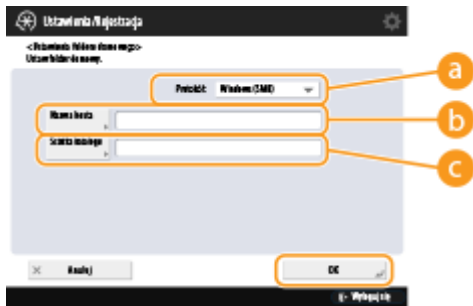 Ustawienia/Rejestracja
<Ustawienia folderu domowego>
Ustaw folder domowy.
Protokół: Windows (SMB)
a
Nazwa hosta
b
Ścieżka katalogu
c
Anuluj
OK
Wyloguj się